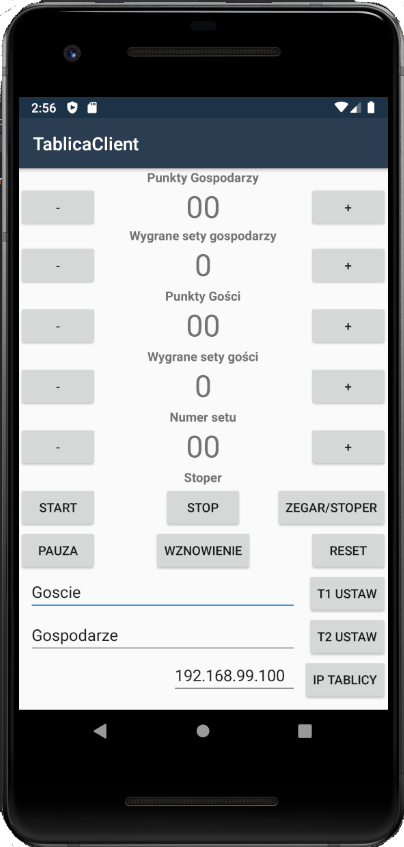 2:56
TablicaClient
Punkty Gospodarzy
- 00 +
Wygrane sety gospodarzy
- 0 +
Punkty Gości
- 00 +
Wygrane sety gości
- 0 +
Numer setu
- 00 +
Stoper
START STOP ZEGAR/STOPER
PAUZA WZNOWIENIE RESET
Goscie T1 USTAW
Gospodarze T2 USTAW
192.168.99.100 IP TABLICY